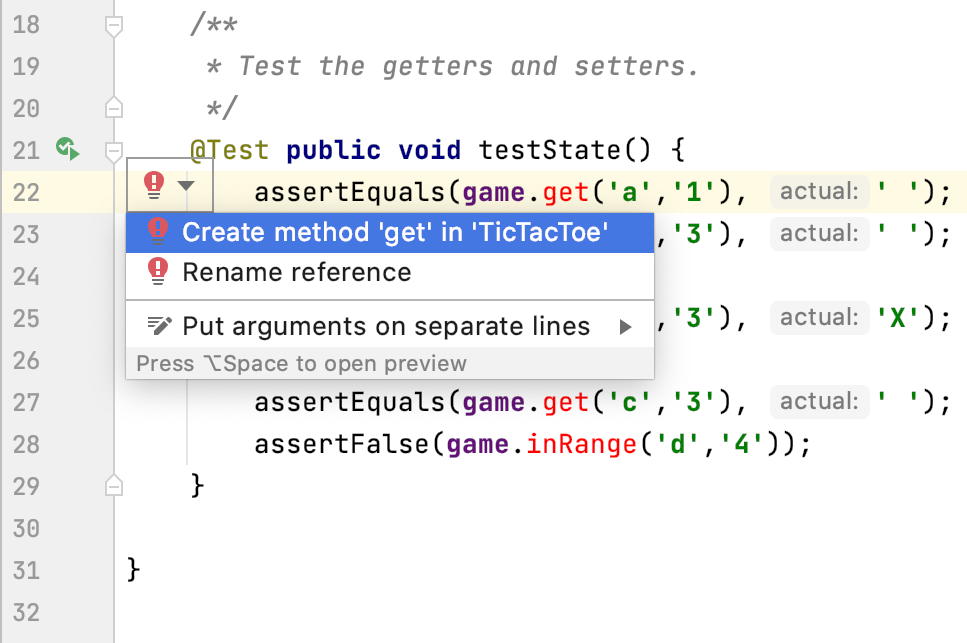 18 /**
19 * Test the getters and setters.
20 */
21 @Test public void testState() {
22 assertEquals(game.get('a','1'), actual: ' ');
Create method 'get' in 'TicTacToe'
23 ,'3'), actual: ' ');
Rename reference
24
25 ,'3'), actual: 'X');
Put arguments on separate lines
26
Press ⌥Space to open preview
27 assertEquals(game.get('c','3'), actual: ' ');
28 assertFalse(game.inRange('d','4'));
29 }
30
31 }
32